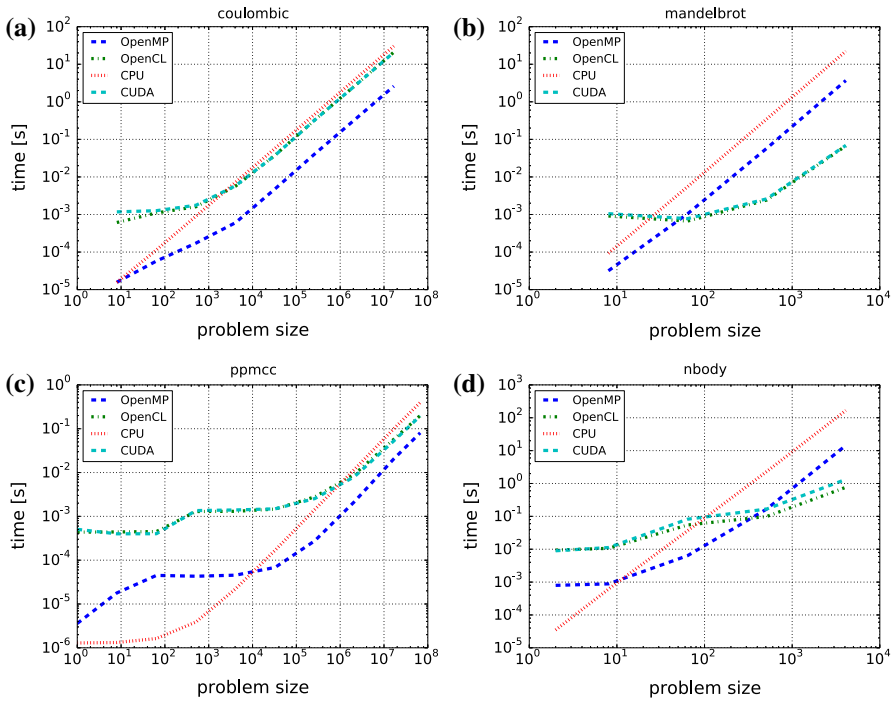 (a)
coulombic
10^2
10^1
10^0
10^-1
10^-2
10^-3
10^-4
10^-5
time [s]
OpenMP
OpenCL
CPU
CUDA
10^0 10^1 10^2 10^3 10^4 10^5 10^6 10^7 10^8
problem size
(b)
mandelbrot
10^2
10^1
10^0
10^-1
10^-2
10^-3
10^-4
10^-5
time [s]
OpenMP
OpenCL
CPU
CUDA
10^0 10^1 10^2 10^3 10^4
problem size
(c)
ppmcc
10^0
10^-1
10^-2
10^-3
10^-4
10^-5
10^-6
time [s]
OpenMP
OpenCL
CPU
CUDA
10^0 10^1 10^2 10^3 10^4 10^5 10^6 10^7 10^8
problem size
(d)
nbody
10^3
10^2
10^1
10^0
10^-1
10^-2
10^-3
10^-4
10^-5
time [s]
OpenMP
OpenCL
CPU
CUDA
10^0 10^1 10^2 10^3 10^4
problem size